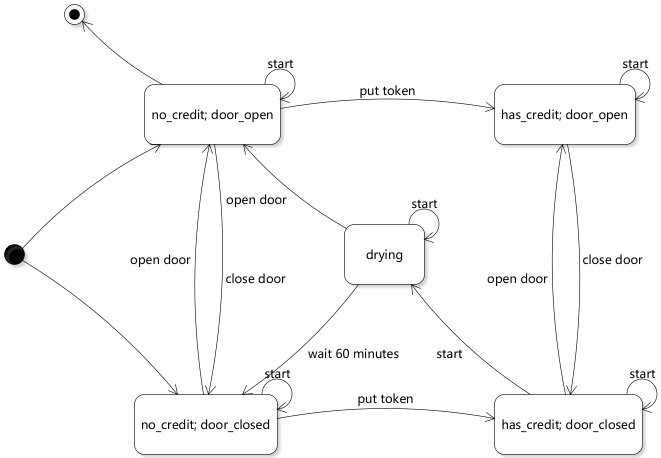 start
start
put token
no_credit; door_open
has_credit; door_open
open door
start
drying
open door
close door
open door
close door
wait 60 minutes
start
start
start
put token
no_credit; door_closed
has_credit; door_closed